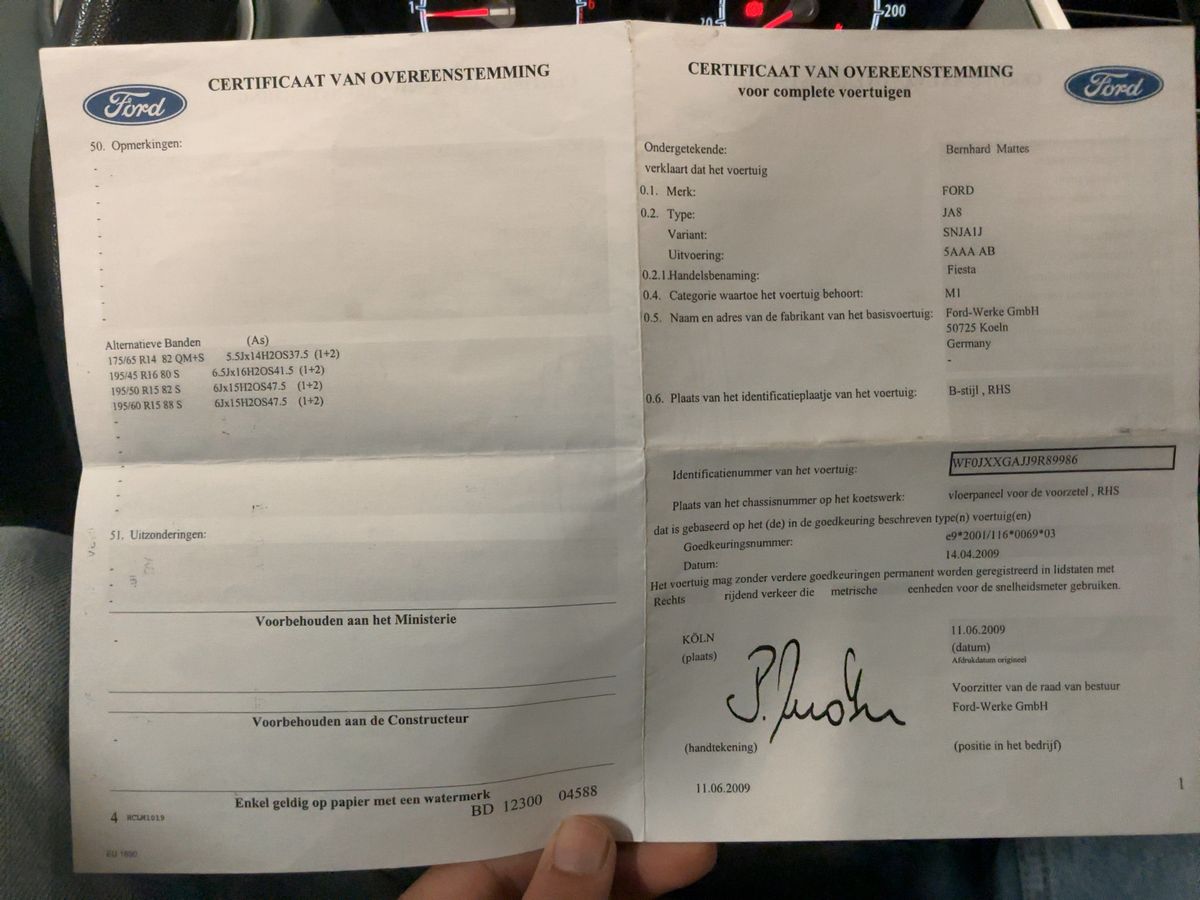 1
6
20
200
Ford
CERTIFICAAT VAN OVEREENSTEMMING
50. Opmerkingen:
Alternatieve Banden (As)
175/65 R14 82 QM+S 5.5Jx14H2OS37.5 (1+2)
195/45 R16 80 S 6.5Jx16H2OS41.5 (1+2)
195/50 R15 82 S 6Jx15H2OS47.5 (1+2)
195/60 R15 88 S 6Jx15H2OS47.5 (1+2)
51. Uitzonderingen:
Voorbehouden aan het Ministerie
Voorbehouden aan de Constructeur
Enkel geldig op papier met een watermerk
BD 12300 04588
4 HCLM1019
EU 1690
CERTIFICAAT VAN OVEREENSTEMMING
voor complete voertuigen
Ford
Ondergetekende: Bernhard Mattes
verklaart dat het voertuig
0.1. Merk: FORD
0.2. Type: JA8
Variant: SNJA1J
Uitvoering: 5AAA AB
0.2.1.Handelsbenaming: Fiesta
0.4. Categorie waartoe het voertuig behoort: M1
0.5. Naam en adres van de fabrikant van het basisvoertuig: Ford-Werke GmbH
50725 Koeln
Germany
-
0.6. Plaats van het identificatieplaatje van het voertuig: B-stijl , RHS
Identificatienummer van het voertuig: WF0JXXGAJJ9R89986
Plaats van het chassisnummer op het koetswerk: vloerpaneel voor de voorzetel , RHS
dat is gebaseerd op het (de) in de goedkeuring beschreven type(n) voertuig(en)
Goedkeuringsnummer: e9*2001/116*0069*03
Datum: 14.04.2009
Het voertuig mag zonder verdere goedkeuringen permanent worden geregistreerd in lidstaten met
Rechts rijdend verkeer die metrische eenheden voor de snelheidsmeter gebruiken.
KÖLN 11.06.2009
(plaats) (datum)
Afdrukdatum origineel
Voorzitter van de raad van bestuur
Ford-Werke GmbH
(handtekening) (positie in het bedrijf)
11.06.2009
1